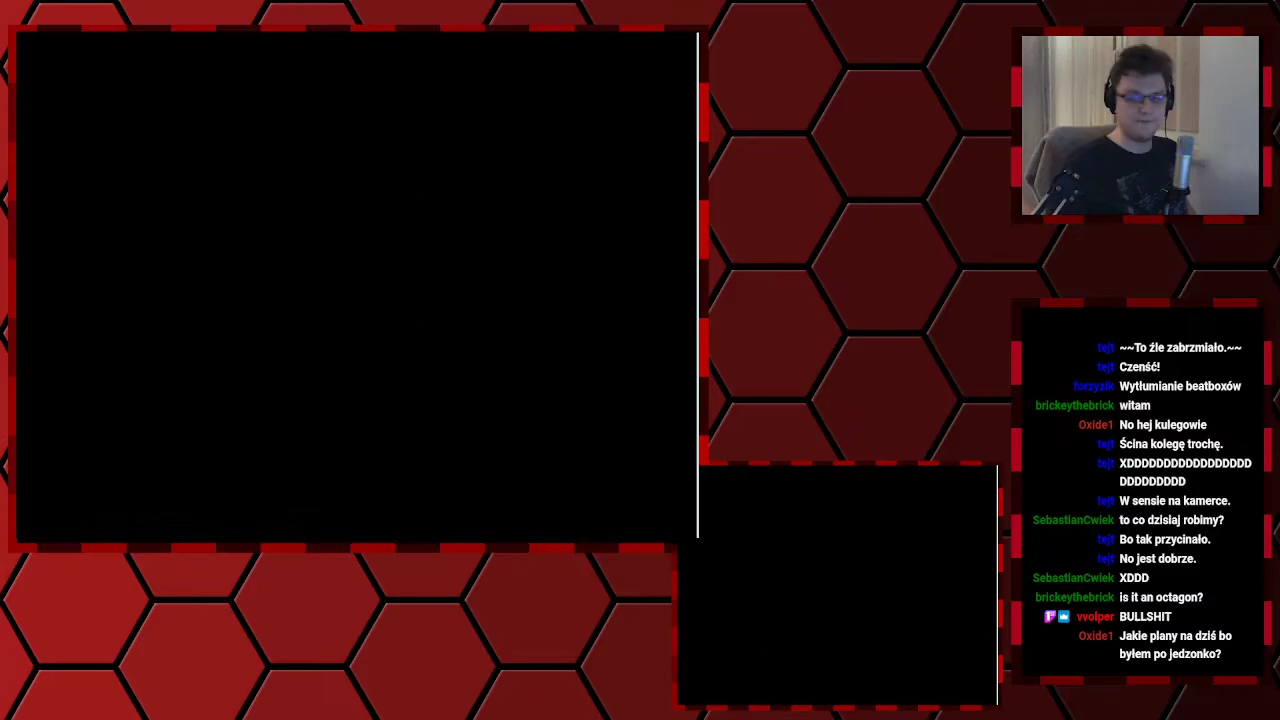 tejt ~~To źle zabrzmiało.~~
tejt Czenść!
forzyzik Wytłumianie beatboxów
brickeythebrick witam
Oxide1 No hej kulegowie
tejt Ścina kolegę trochę.
tejt XDDDDDDDDDDDDDDDDD
DDDDDDDDD
tejt W sensie na kamerce.
SebastianCwiek to co dzisiaj robimy?
tejt Bo tak przycinało.
tejt No jest dobrze.
SebastianCwiek XDDD
brickeythebrick is it an octagon?
vvolper BULLSHIT
Oxide1 Jakie plany na dziś bo
byłem po jedzonko?